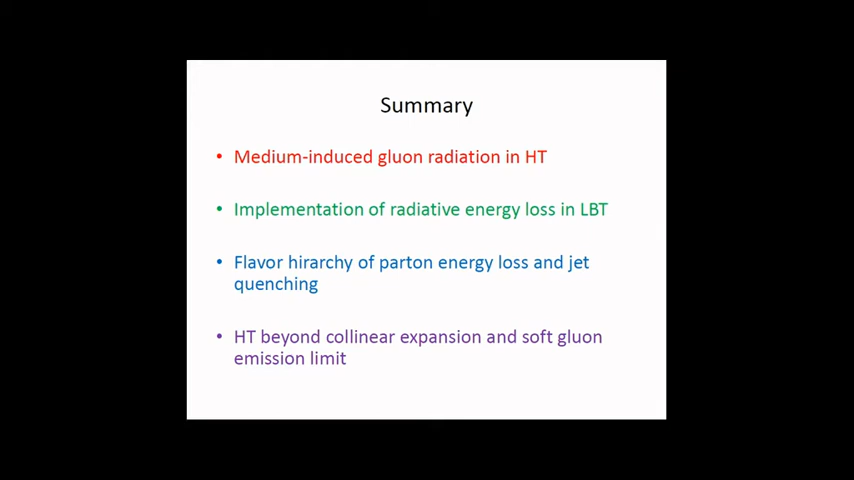 Summary
• Medium-induced gluon radiation in HT
• Implementation of radiative energy loss in LBT
• Flavor hirarchy of parton energy loss and jet
quenching
• HT beyond collinear expansion and soft gluon
emission limit